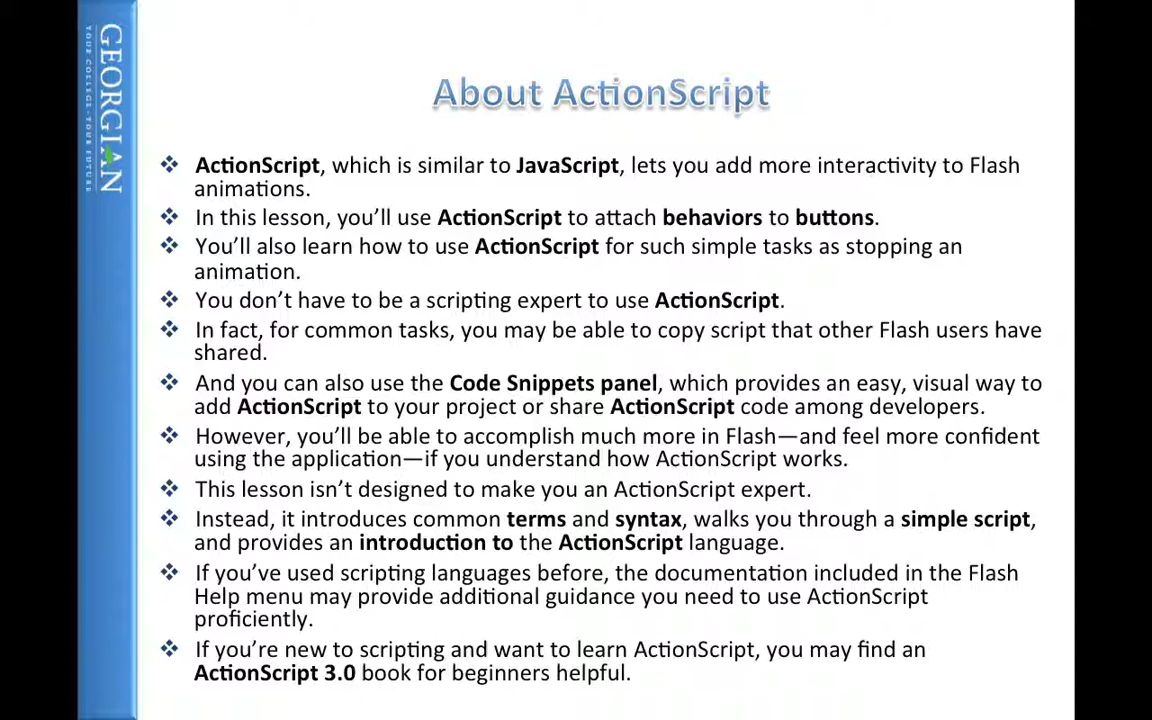 GEORGIAN
YOUR COLLEGE · YOUR FUTURE
About ActionScript
ActionScript, which is similar to JavaScript, lets you add more interactivity to Flash
animations.
In this lesson, you'll use ActionScript to attach behaviors to buttons.
You'll also learn how to use ActionScript for such simple tasks as stopping an
animation.
You don't have to be a scripting expert to use ActionScript.
In fact, for common tasks, you may be able to copy script that other Flash users have
shared.
And you can also use the Code Snippets panel, which provides an easy, visual way to
add ActionScript to your project or share ActionScript code among developers.
However, you'll be able to accomplish much more in Flash—and feel more confident
using the application—if you understand how ActionScript works.
This lesson isn't designed to make you an ActionScript expert.
Instead, it introduces common terms and syntax, walks you through a simple script,
and provides an introduction to the ActionScript language.
If you've used scripting languages before, the documentation included in the Flash
Help menu may provide additional guidance you need to use ActionScript
proficiently.
If you're new to scripting and want to learn ActionScript, you may find an
ActionScript 3.0 book for beginners helpful.